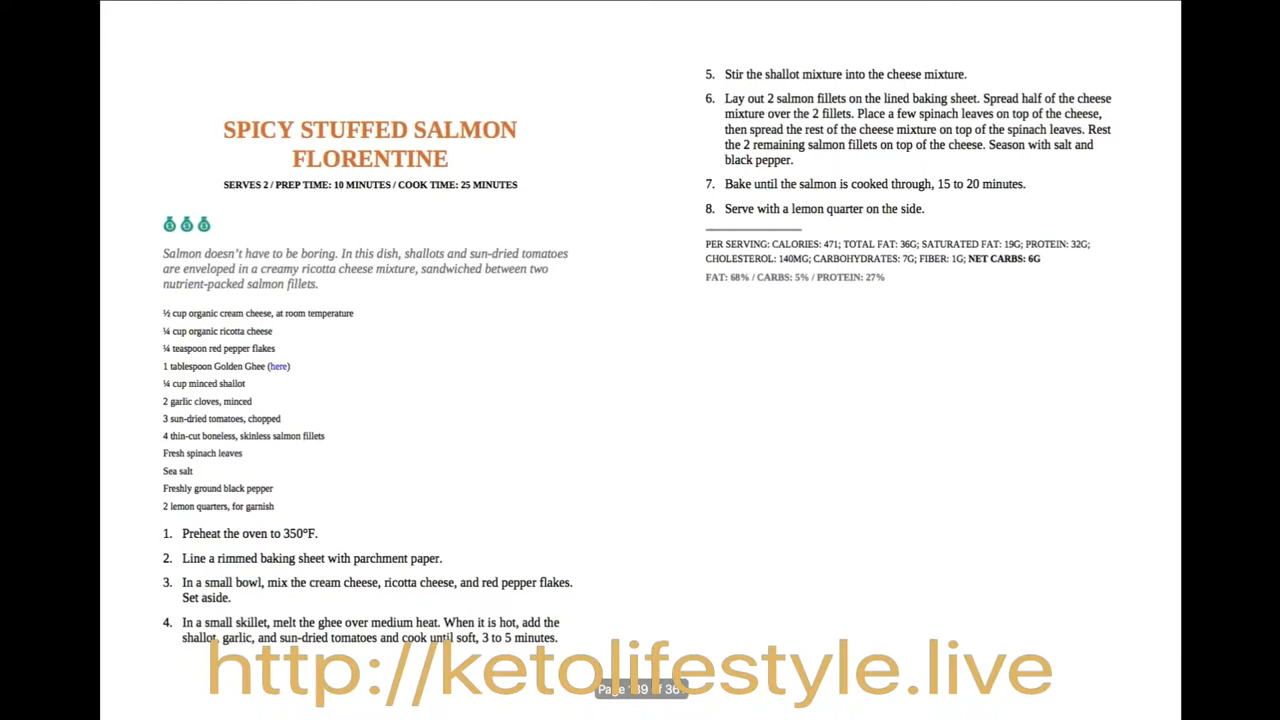 SPICY STUFFED SALMON
FLORENTINE
SERVES 2 / PREP TIME: 10 MINUTES / COOK TIME: 25 MINUTES
Salmon doesn’t have to be boring. In this dish, shallots and sun-dried tomatoes
are enveloped in a creamy ricotta cheese mixture, sandwiched between two
nutrient-packed salmon fillets.
½ cup organic cream cheese, at room temperature
¼ cup organic ricotta cheese
¼ teaspoon red pepper flakes
1 tablespoon Golden Ghee (here)
¼ cup minced shallot
2 garlic cloves, minced
3 sun-dried tomatoes, chopped
4 thin-cut boneless, skinless salmon fillets
Fresh spinach leaves
Sea salt
Freshly ground black pepper
2 lemon quarters, for garnish
1. Preheat the oven to 350°F.
2. Line a rimmed baking sheet with parchment paper.
3. In a small bowl, mix the cream cheese, ricotta cheese, and red pepper flakes.
Set aside.
4. In a small skillet, melt the ghee over medium heat. When it is hot, add the
shallot, garlic, and sun-dried tomatoes and cook until soft, 3 to 5 minutes.
5. Stir the shallot mixture into the cheese mixture.
6. Lay out 2 salmon fillets on the lined baking sheet. Spread half of the cheese
mixture over the 2 fillets. Place a few spinach leaves on top of the cheese,
then spread the rest of the cheese mixture on top of the spinach leaves. Rest
the 2 remaining salmon fillets on top of the cheese. Season with salt and
black pepper.
7. Bake until the salmon is cooked through, 15 to 20 minutes.
8. Serve with a lemon quarter on the side.
PER SERVING: CALORIES: 471; TOTAL FAT: 36G; SATURATED FAT: 19G; PROTEIN: 32G;
CHOLESTEROL: 140MG; CARBOHYDRATES: 7G; FIBER: 1G; NET CARBS: 6G
FAT: 68% / CARBS: 5% / PROTEIN: 27%
http://ketolifestyle.live
Page of